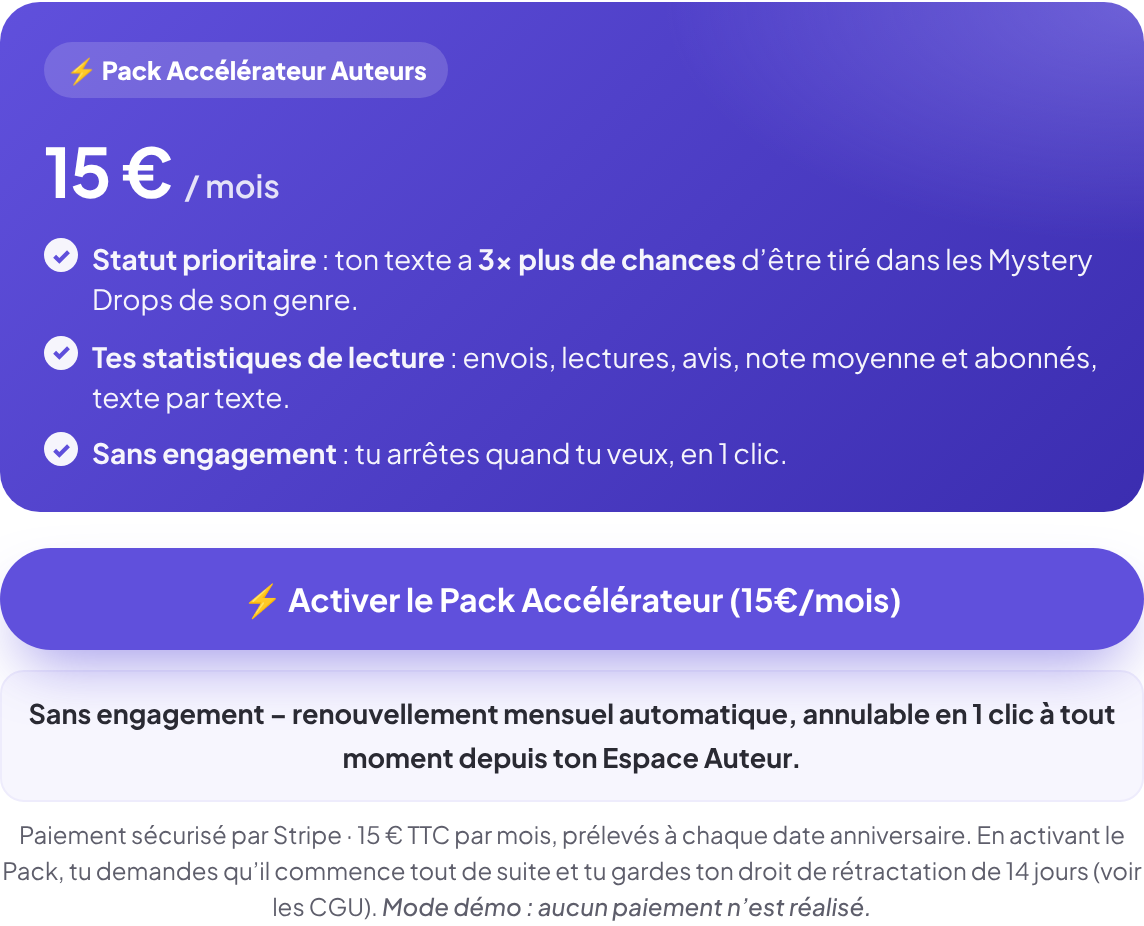 ⚡ Pack Accélérateur Auteurs
15 € / mois
Statut prioritaire : ton texte a 3× plus de chances d’être tiré dans les Mystery
Drops de son genre.
Tes statistiques de lecture : envois, lectures, avis, note moyenne et abonnés,
texte par texte.
Sans engagement : tu arrêtes quand tu veux, en 1 clic.
⚡ Activer le Pack Accélérateur (15€/mois)
Sans engagement – renouvellement mensuel automatique, annulable en 1 clic à tout
moment depuis ton Espace Auteur.
Paiement sécurisé par Stripe · 15 € TTC par mois, prélevés à chaque date anniversaire. En activant le
Pack, tu demandes qu’il commence tout de suite et tu gardes ton droit de rétractation de 14 jours (voir
les CGU). Mode démo : aucun paiement n’est réalisé.